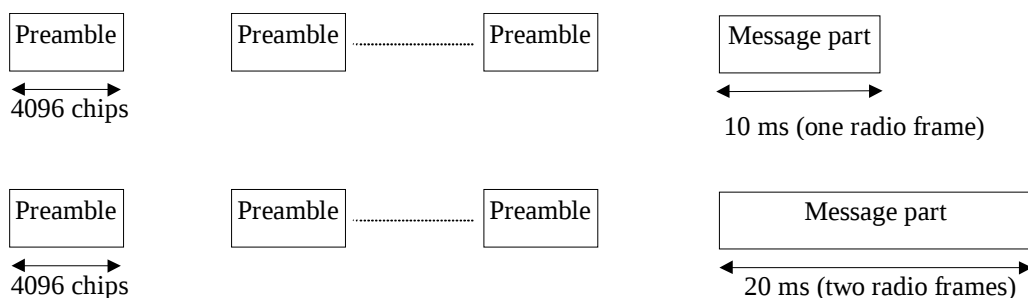 Preamble Preamble Preamble Message part
4096 chips
10 ms (one radio frame)
Preamble Preamble Preamble Message part
4096 chips 20 ms (two radio frames)